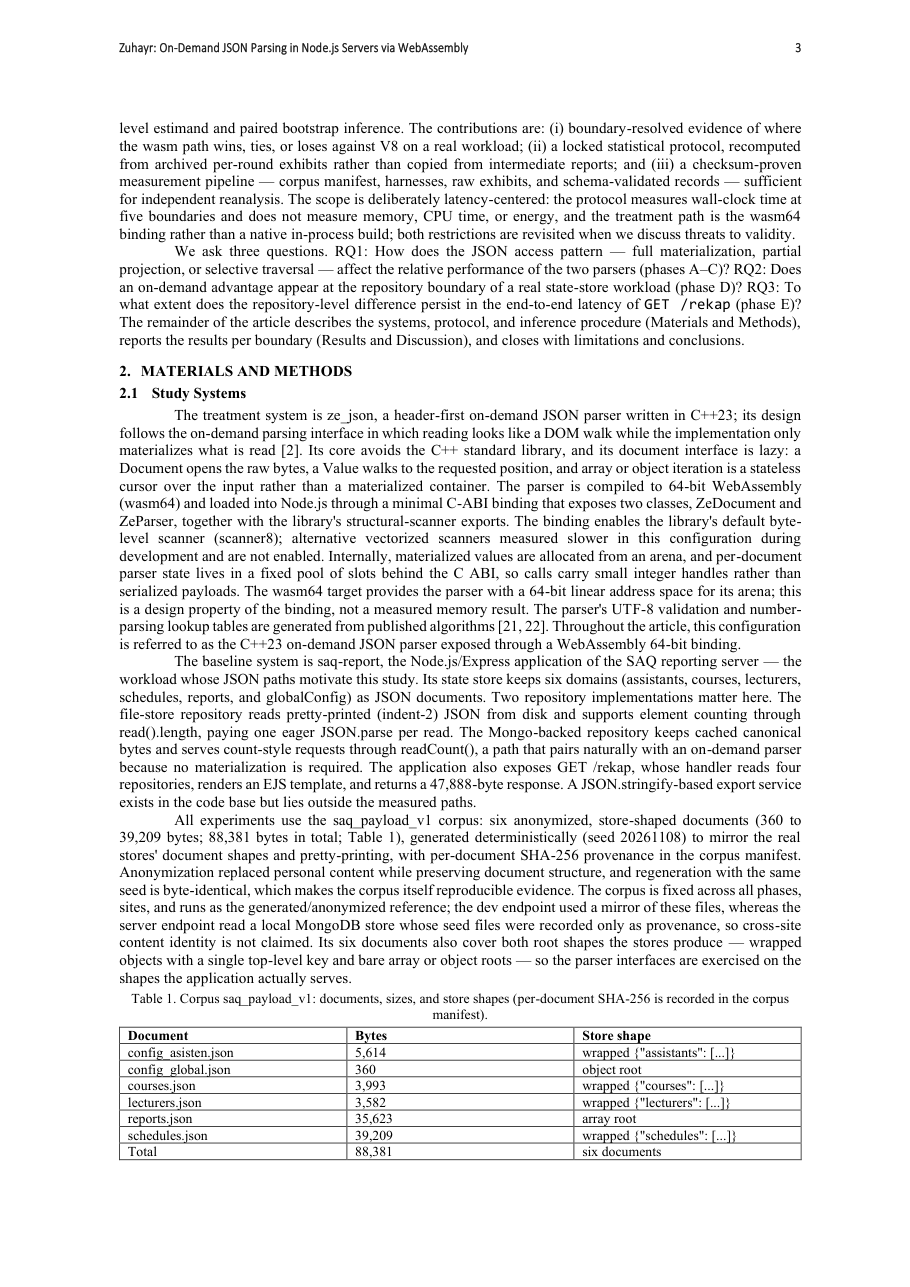 Zuhayr: On-Demand JSON Parsing in Node.js Servers via WebAssembly 3
level estimand and paired bootstrap inference. The contributions are: (i) boundary-resolved evidence of where
the wasm path wins, ties, or loses against V8 on a real workload; (ii) a locked statistical protocol, recomputed
from archived per-round exhibits rather than copied from intermediate reports; and (iii) a checksum-proven
measurement pipeline — corpus manifest, harnesses, raw exhibits, and schema-validated records — sufficient
for independent reanalysis. The scope is deliberately latency-centered: the protocol measures wall-clock time at
five boundaries and does not measure memory, CPU time, or energy, and the treatment path is the wasm64
binding rather than a native in-process build; both restrictions are revisited when we discuss threats to validity.
We ask three questions. RQ1: How does the JSON access pattern — full materialization, partial
projection, or selective traversal — affect the relative performance of the two parsers (phases A–C)? RQ2: Does
an on-demand advantage appear at the repository boundary of a real state-store workload (phase D)? RQ3: To
what extent does the repository-level difference persist in the end-to-end latency of GET /rekap (phase E)?
The remainder of the article describes the systems, protocol, and inference procedure (Materials and Methods),
reports the results per boundary (Results and Discussion), and closes with limitations and conclusions.
2. MATERIALS AND METHODS
2.1 Study Systems
The treatment system is ze_json, a header-first on-demand JSON parser written in C++23; its design
follows the on-demand parsing interface in which reading looks like a DOM walk while the implementation only
materializes what is read [2]. Its core avoids the C++ standard library, and its document interface is lazy: a
Document opens the raw bytes, a Value walks to the requested position, and array or object iteration is a stateless
cursor over the input rather than a materialized container. The parser is compiled to 64-bit WebAssembly
(wasm64) and loaded into Node.js through a minimal C-ABI binding that exposes two classes, ZeDocument and
ZeParser, together with the library's structural-scanner exports. The binding enables the library's default byte-
level scanner (scanner8); alternative vectorized scanners measured slower in this configuration during
development and are not enabled. Internally, materialized values are allocated from an arena, and per-document
parser state lives in a fixed pool of slots behind the C ABI, so calls carry small integer handles rather than
serialized payloads. The wasm64 target provides the parser with a 64-bit linear address space for its arena; this
is a design property of the binding, not a measured memory result. The parser's UTF-8 validation and number-
parsing lookup tables are generated from published algorithms [21, 22]. Throughout the article, this configuration
is referred to as the C++23 on-demand JSON parser exposed through a WebAssembly 64-bit binding.
The baseline system is saq-report, the Node.js/Express application of the SAQ reporting server — the
workload whose JSON paths motivate this study. Its state store keeps six domains (assistants, courses, lecturers,
schedules, reports, and globalConfig) as JSON documents. Two repository implementations matter here. The
file-store repository reads pretty-printed (indent-2) JSON from disk and supports element counting through
read().length, paying one eager JSON.parse per read. The Mongo-backed repository keeps cached canonical
bytes and serves count-style requests through readCount(), a path that pairs naturally with an on-demand parser
because no materialization is required. The application also exposes GET /rekap, whose handler reads four
repositories, renders an EJS template, and returns a 47,888-byte response. A JSON.stringify-based export service
exists in the code base but lies outside the measured paths.
All experiments use the saq_payload_v1 corpus: six anonymized, store-shaped documents (360 to
39,209 bytes; 88,381 bytes in total; Table 1), generated deterministically (seed 20261108) to mirror the real
stores' document shapes and pretty-printing, with per-document SHA-256 provenance in the corpus manifest.
Anonymization replaced personal content while preserving document structure, and regeneration with the same
seed is byte-identical, which makes the corpus itself reproducible evidence. The corpus is fixed across all phases,
sites, and runs as the generated/anonymized reference; the dev endpoint used a mirror of these files, whereas the
server endpoint read a local MongoDB store whose seed files were recorded only as provenance, so cross-site
content identity is not claimed. Its six documents also cover both root shapes the stores produce — wrapped
objects with a single top-level key and bare array or object roots — so the parser interfaces are exercised on the
shapes the application actually serves.
Table 1. Corpus saq_payload_v1: documents, sizes, and store shapes (per-document SHA-256 is recorded in the corpus
manifest).
Document Bytes Store shape
config_asisten.json 5,614 wrapped {"assistants": [...]}
config_global.json 360 object root
courses.json 3,993 wrapped {"courses": [...]}
lecturers.json 3,582 wrapped {"lecturers": [...]}
reports.json 35,623 array root
schedules.json 39,209 wrapped {"schedules": [...]}
Total 88,381 six documents